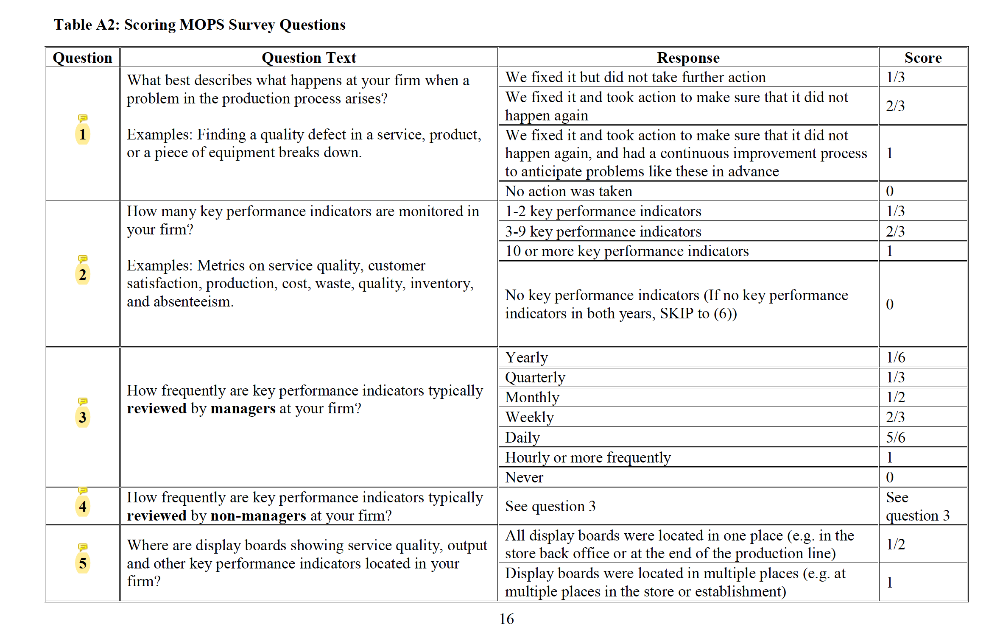 Table A2: Scoring MOPS Survey Questions
Question Question Text Response Score
1
What best describes what happens at your firm when a
problem in the production process arises?
Examples: Finding a quality defect in a service, product,
or a piece of equipment breaks down.
We fixed it but did not take further action 1/3
We fixed it and took action to make sure that it did not
happen again
2/3
We fixed it and took action to make sure that it did not
happen again, and had a continuous improvement process
to anticipate problems like these in advance
1
No action was taken 0
2
How many key performance indicators are monitored in
your firm?
Examples: Metrics on service quality, customer
satisfaction, production, cost, waste, quality, inventory,
and absenteeism.
1-2 key performance indicators 1/3
3-9 key performance indicators 2/3
10 or more key performance indicators 1
No key performance indicators (If no key performance
indicators in both years, SKIP to (6))
0
3
How frequently are key performance indicators typically
reviewed by managers at your firm?
Yearly 1/6
Quarterly 1/3
Monthly 1/2
Weekly 2/3
Daily 5/6
Hourly or more frequently 1
Never 0
4
How frequently are key performance indicators typically
reviewed by non-managers at your firm?
See question 3
See
question 3
5
Where are display boards showing service quality, output
and other key performance indicators located in your
firm?
All display boards were located in one place (e.g. in the
store back office or at the end of the production line)
1/2
Display boards were located in multiple places (e.g. at
multiple places in the store or establishment)
1
16